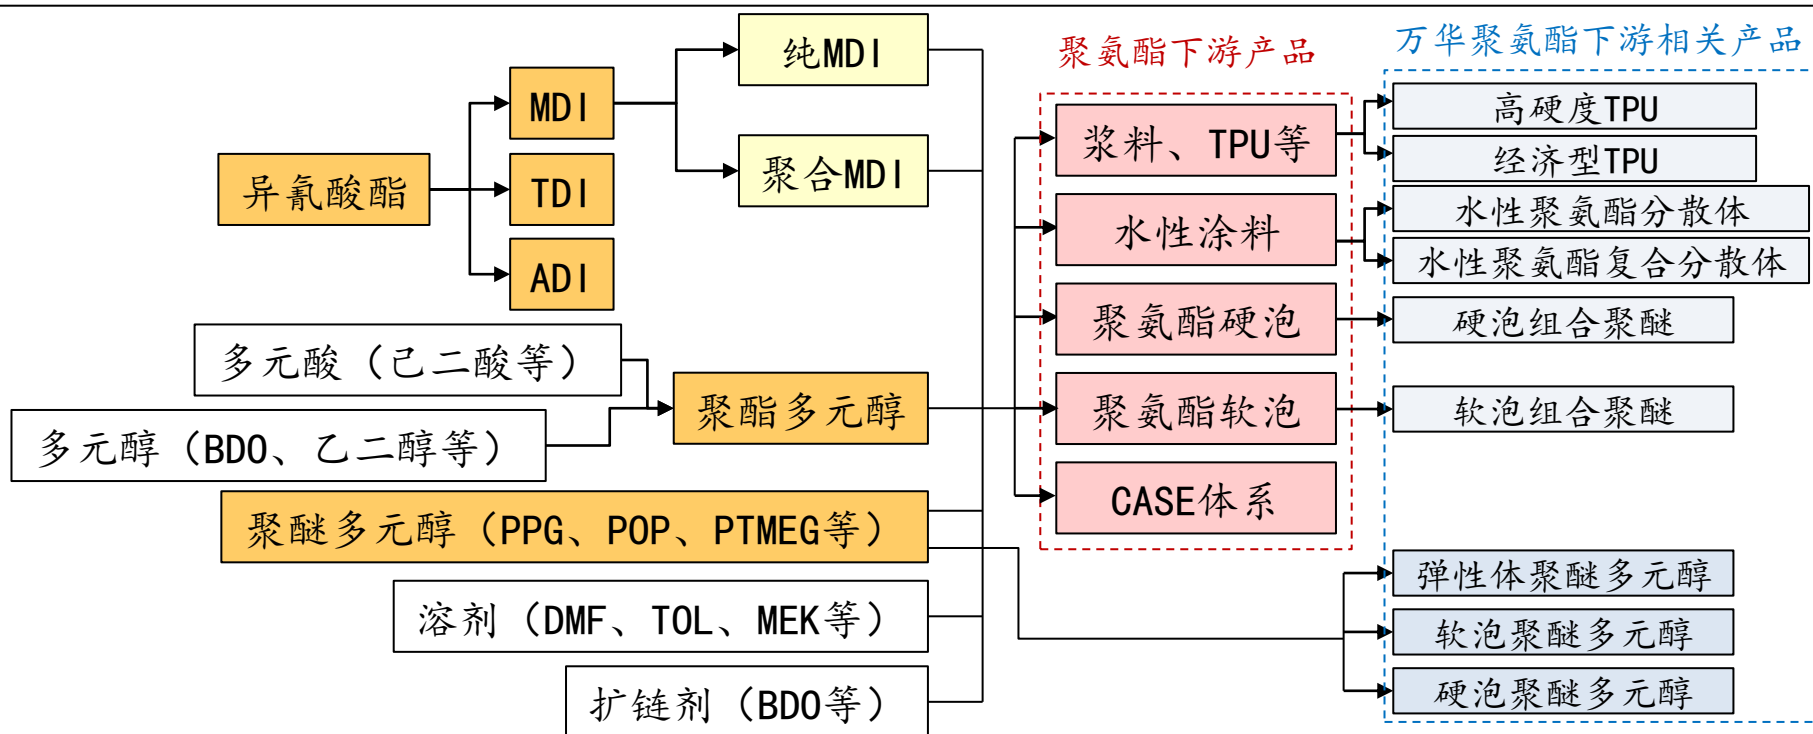 聚氨酯下游产品
万华聚氨酯下游相关产品
异氰酸酯
MDI
TDI
ADI
纯MDI
聚合MDI
多元酸（己二酸等）
多元醇（BDO、乙二醇等）
聚酯多元醇
聚醚多元醇（PPG、POP、PTMEG等）
溶剂（DMF、TOL、MEK等）
扩链剂（BDO等）
浆料、TPU等
水性涂料
聚氨酯硬泡
聚氨酯软泡
CASE体系
高硬度TPU
经济型TPU
水性聚氨酯分散体
水性聚氨酯复合分散体
硬泡组合聚醚
软泡组合聚醚
弹性体聚醚多元醇
软泡聚醚多元醇
硬泡聚醚多元醇